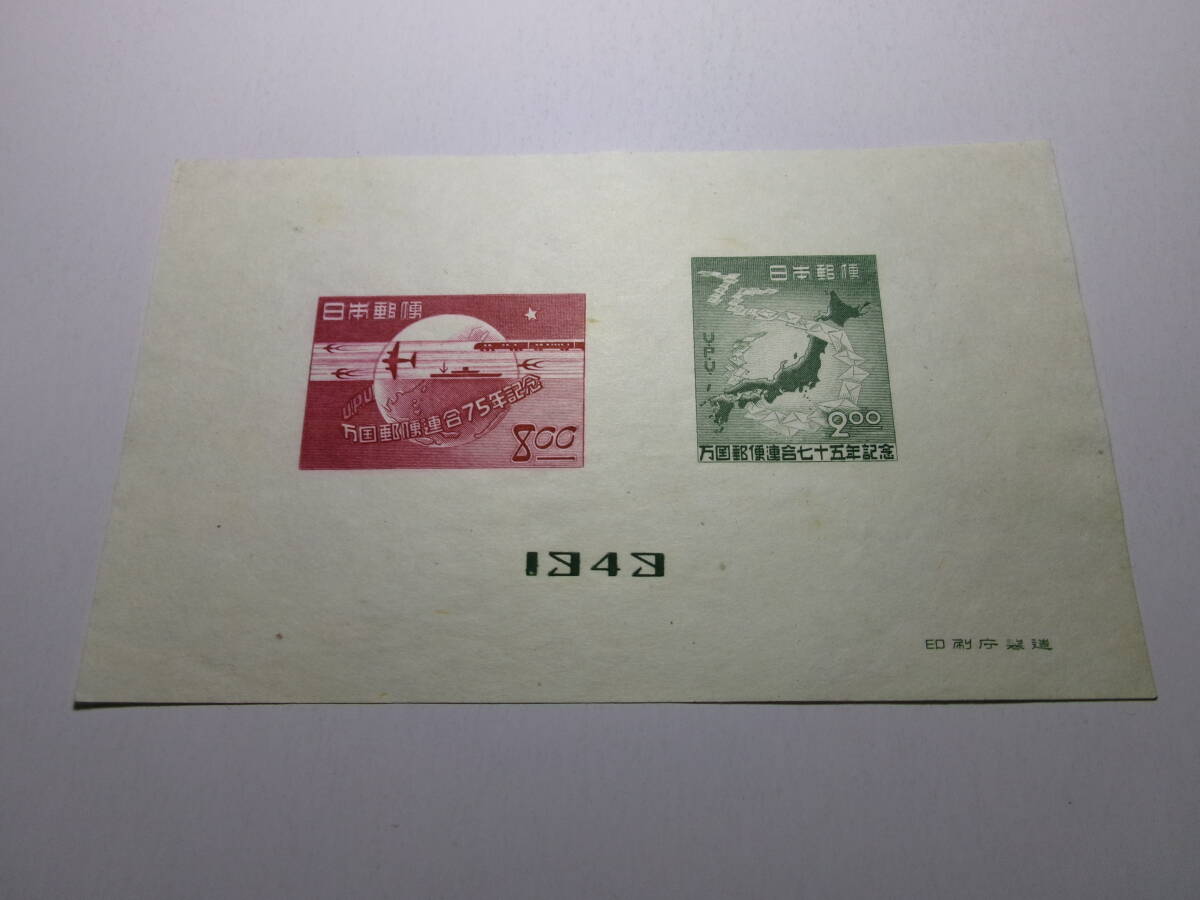 日本郵便
U.P.U.
万国郵便連合75年記念
8.00
日本郵便
75
U.P.U.
2.00
万国郵便連合七十五年記念
1949
印刷庁製造